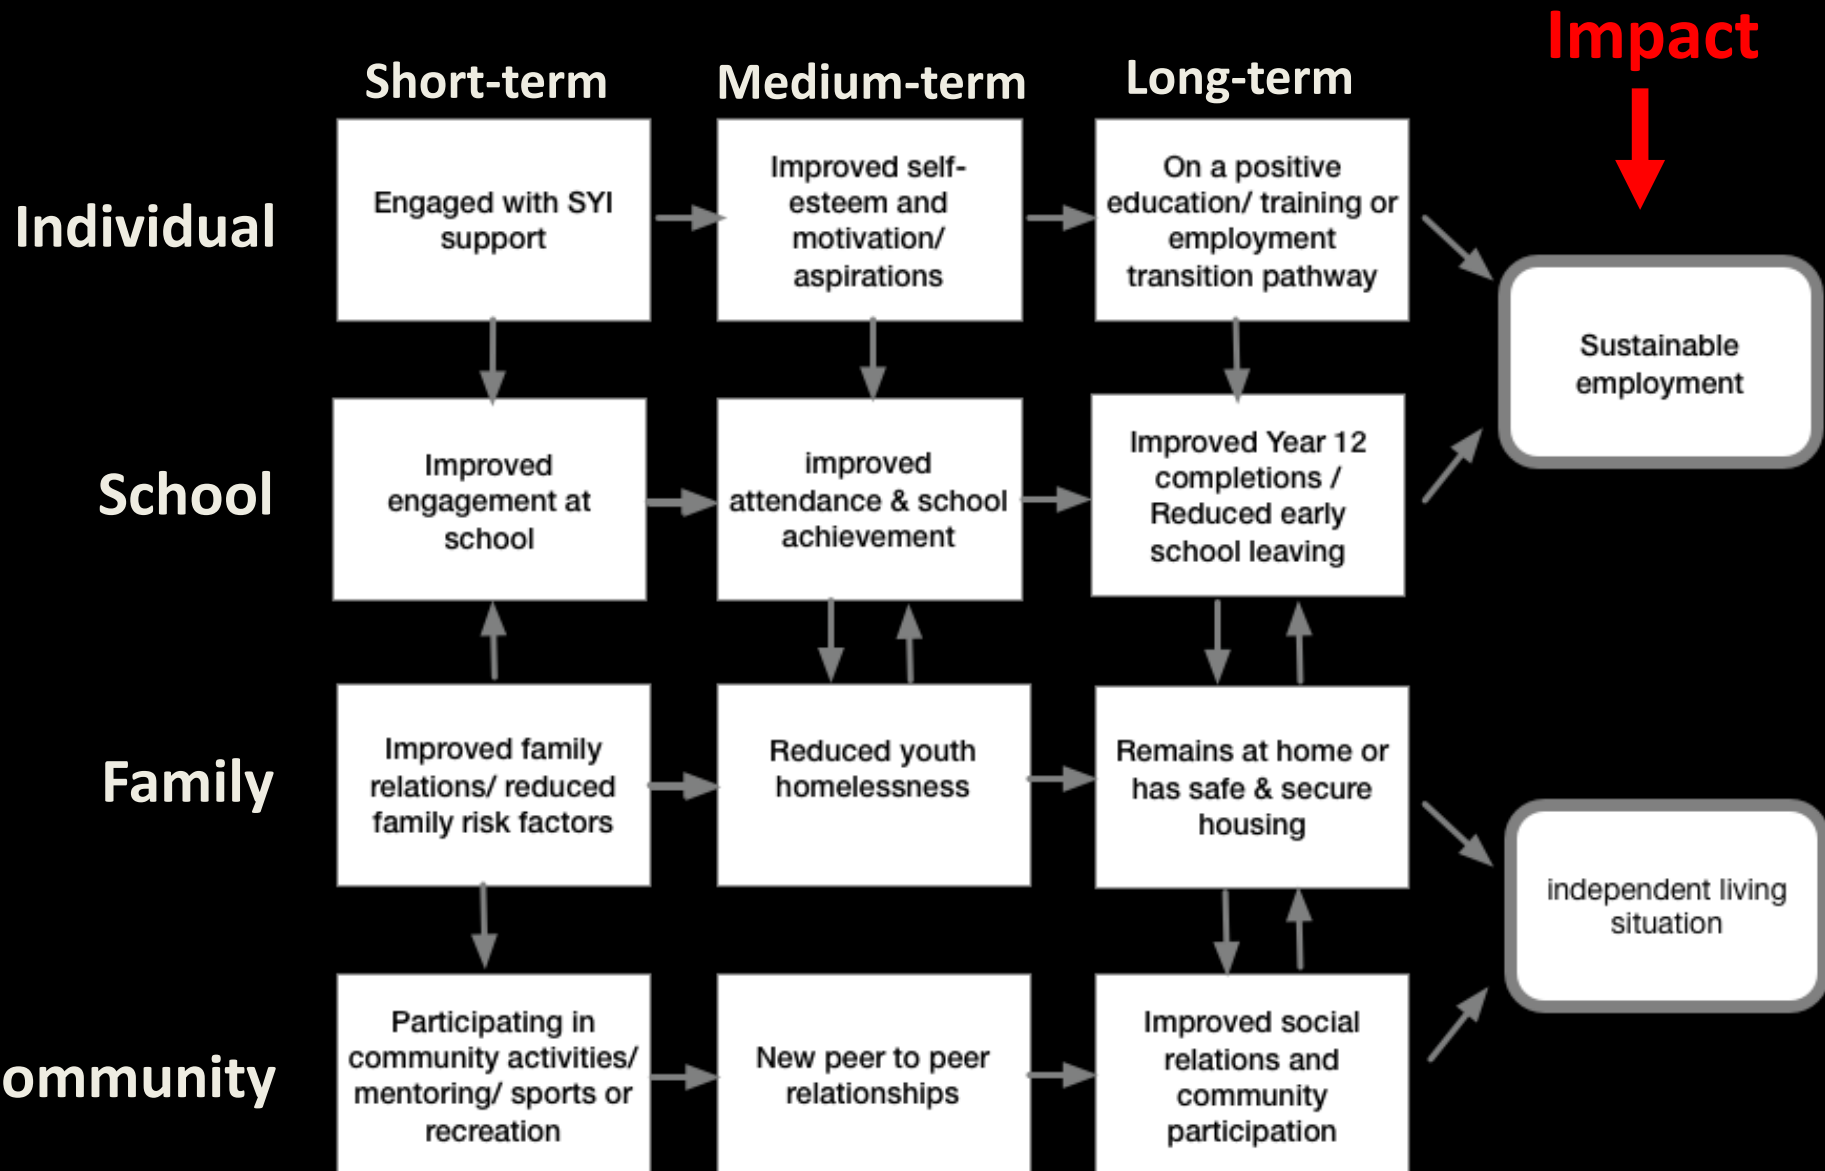 Impact
Short-term
Medium-term
Long-term
Individual
Engaged with SYI
support
Improved self-
esteem and
motivation/
aspirations
On a positive
education/ training or
employment
transition pathway
Sustainable
employment
School
Improved
engagement at
school
improved
attendance & school
achievement
Improved Year 12
completions /
Reduced early
school leaving
Family
Improved family
relations/ reduced
family risk factors
Reduced youth
homelessness
Remains at home or
has safe & secure
housing
independent living
situation
ommunity
Participating in
community activities/
mentoring/ sports or
recreation
New peer to peer
relationships
Improved social
relations and
community
participation